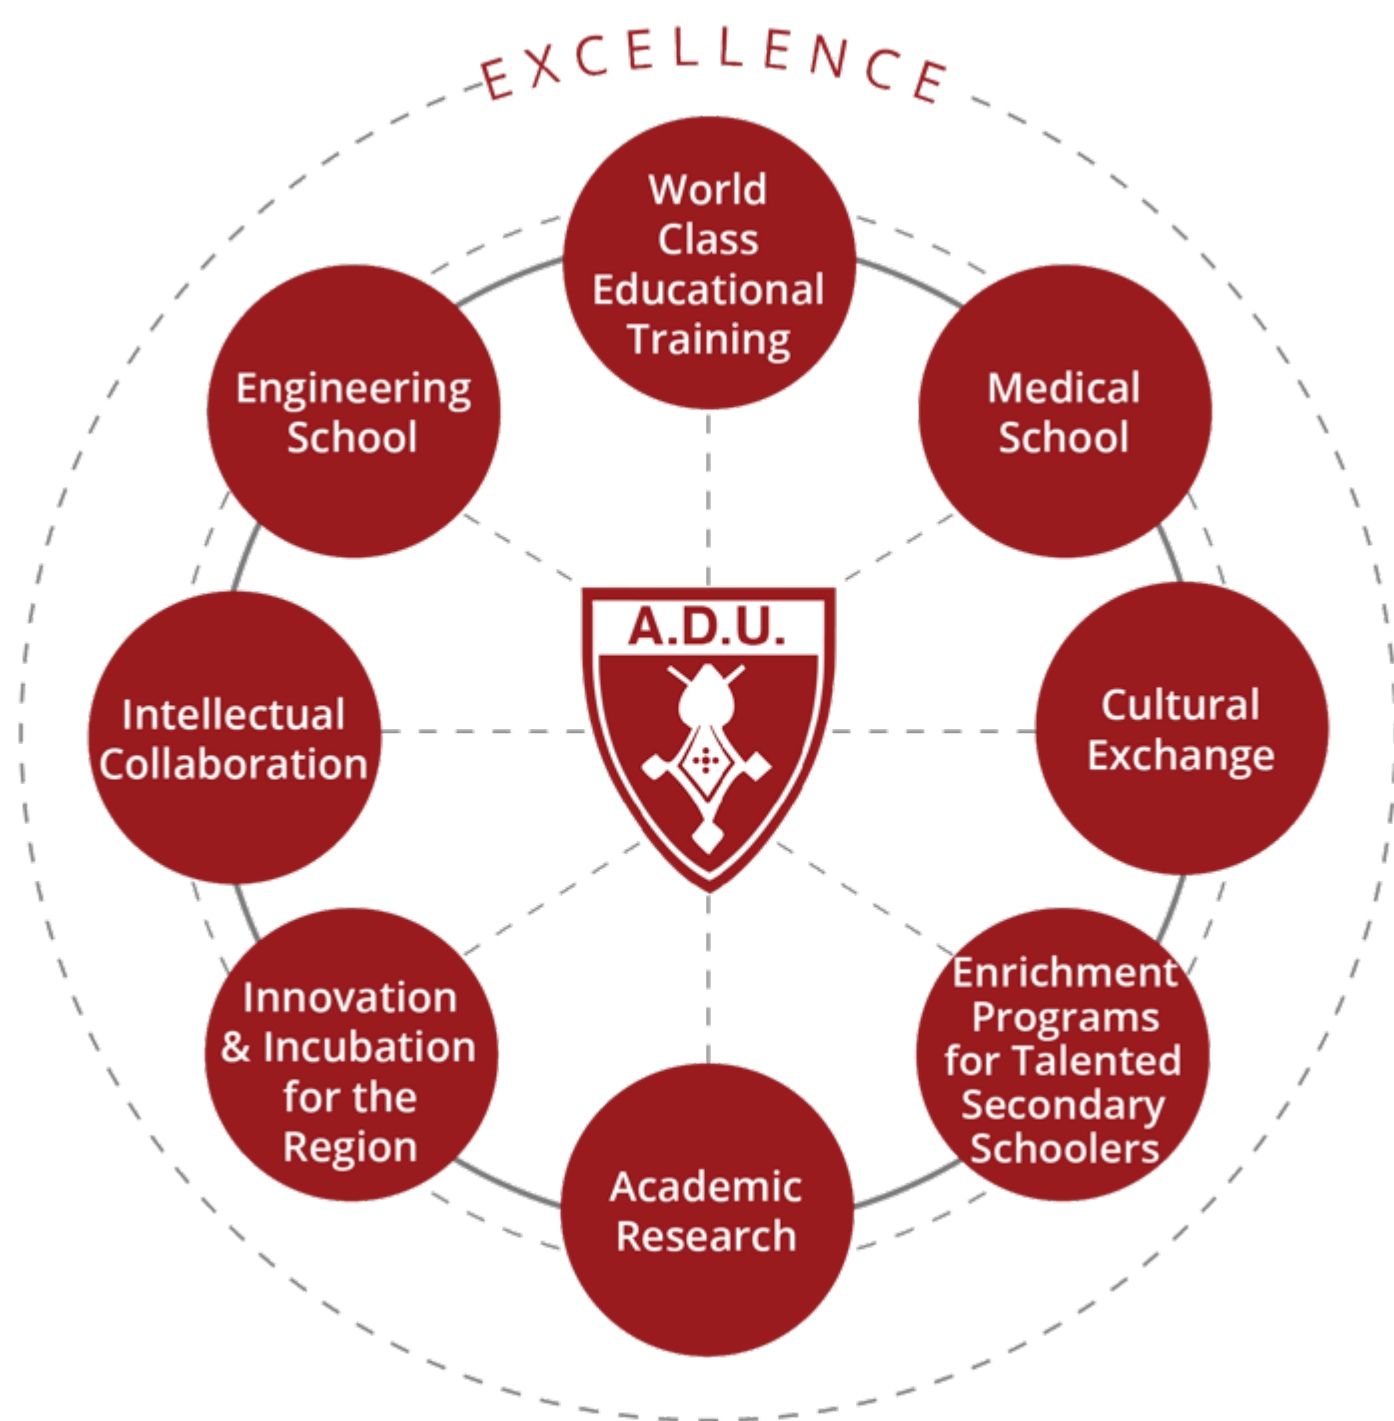 EXCELLENCE
World
Class
Educational
Training
Engineering
School
Medical
School
A.D.U.
Intellectual
Collaboration
Cultural
Exchange
Innovation
& Incubation
for the
Region
Enrichment
Programs
for Talented
Secondary
Schoolers
Academic
Research